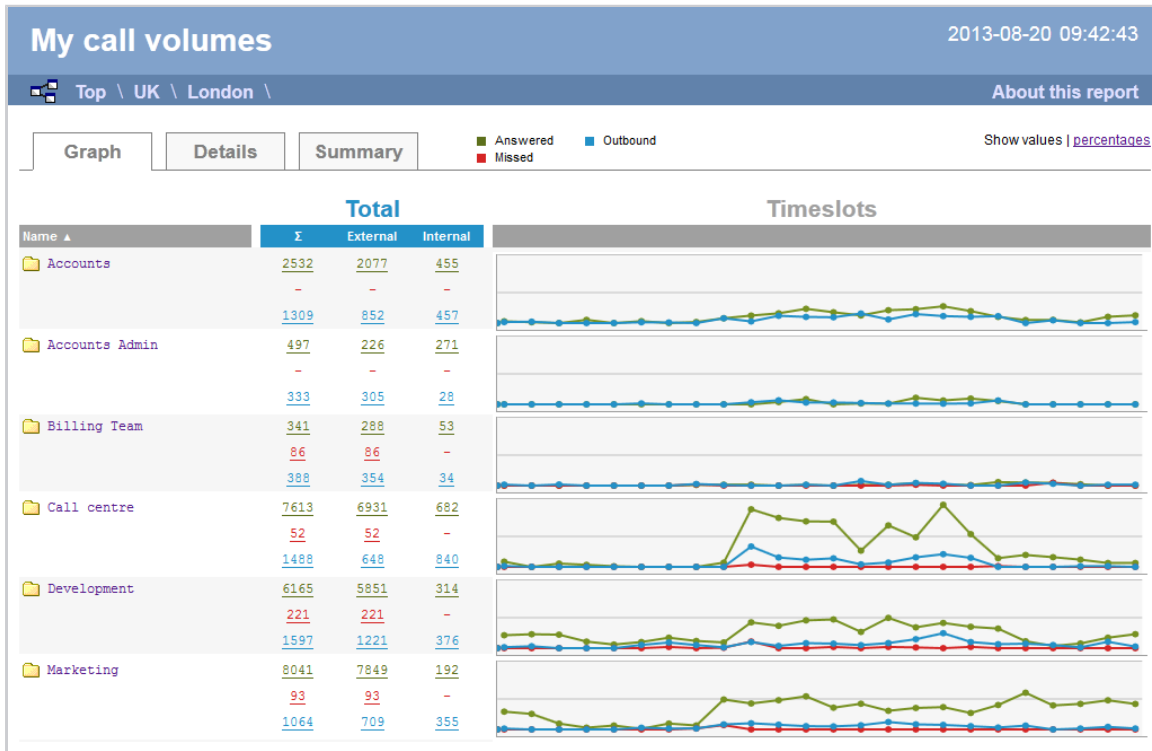 My call volumes 2013-08-20 09:42:43
Top \ UK \ London \ About this report
Graph Details Summary Answered Outbound Show values | percentages
Missed
Total Timeslots
Name ▲ Σ External Internal
Accounts 2532 2077 455
- - -
1309 852 457
Accounts Admin 497 226 271
- - -
333 305 28
Billing Team 341 288 53
86 86 -
388 354 34
Call centre 7613 6931 682
52 52 -
1488 648 840
Development 6165 5851 314
221 221 -
1597 1221 376
Marketing 8041 7849 192
93 93 -
1064 709 355